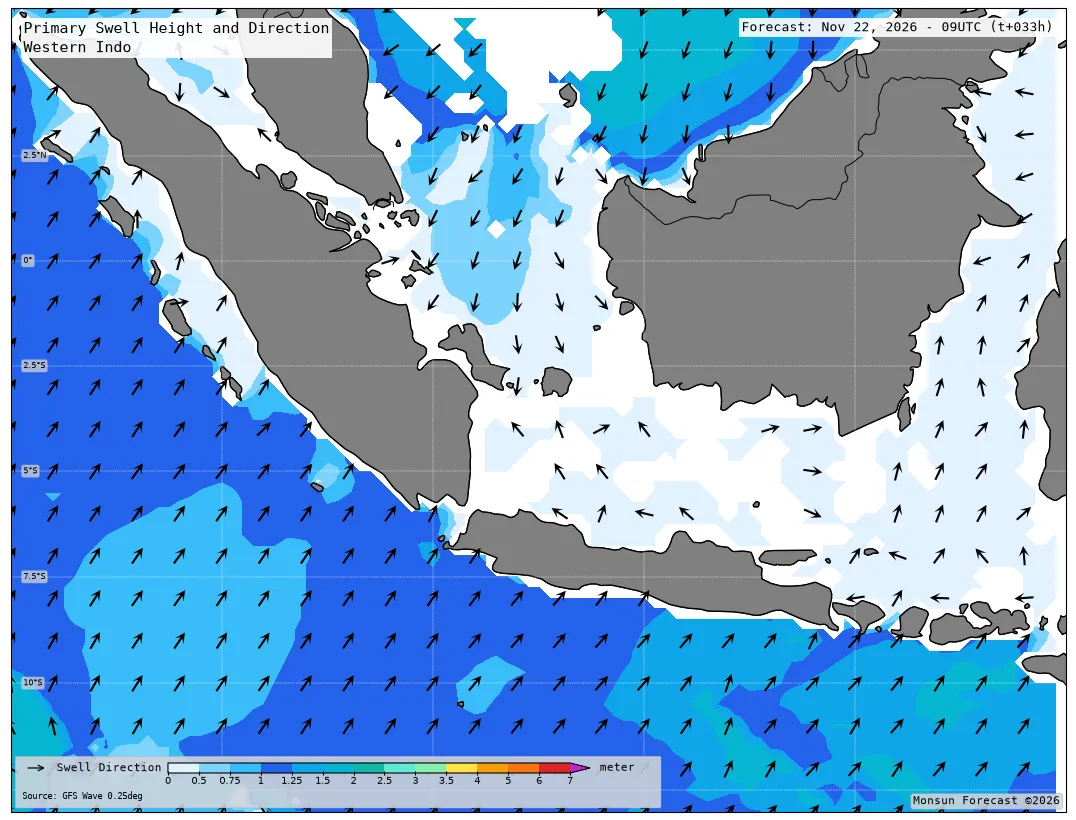 Primary Swell Height and Direction
Western Indo
Forecast: Nov 22, 2026 - 09UTC (t+033h)
2.5°N
0°
2.5°S
5°S
7.5°S
10°S
Swell Direction
0 0.5 0.75 1 1.25 1.5 2 2.5 3 3.5 4 5 6 7
meter
Source: GFS Wave 0.25deg
Monsun Forecast ©2026